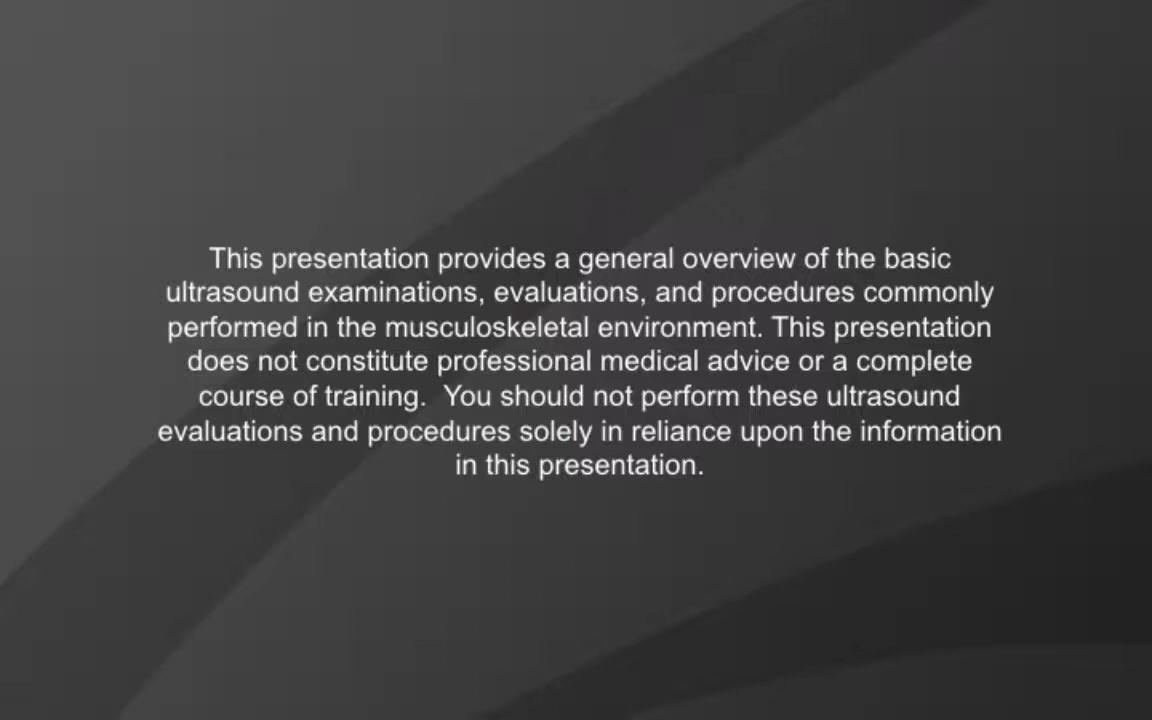 This presentation provides a general overview of the basic
ultrasound examinations, evaluations, and procedures commonly
performed in the musculoskeletal environment. This presentation
does not constitute professional medical advice or a complete
course of training.  You should not perform these ultrasound
evaluations and procedures solely in reliance upon the information
in this presentation.